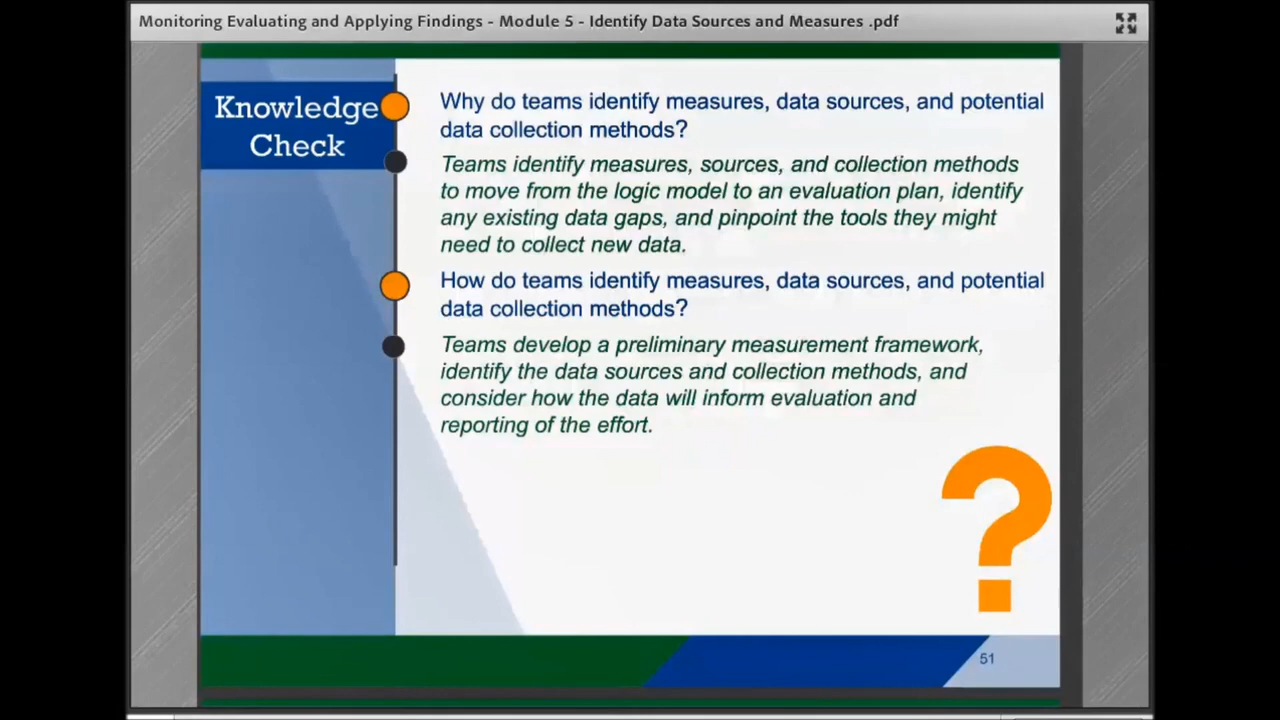 Monitoring Evaluating and Applying Findings - Module 5 - Identify Data Sources and Measures .pdf
Knowledge
Check
Why do teams identify measures, data sources, and potential
data collection methods?
Teams identify measures, sources, and collection methods
to move from the logic model to an evaluation plan, identify
any existing data gaps, and pinpoint the tools they might
need to collect new data.
How do teams identify measures, data sources, and potential
data collection methods?
Teams develop a preliminary measurement framework,
identify the data sources and collection methods, and
consider how the data will inform evaluation and
reporting of the effort.
?
51